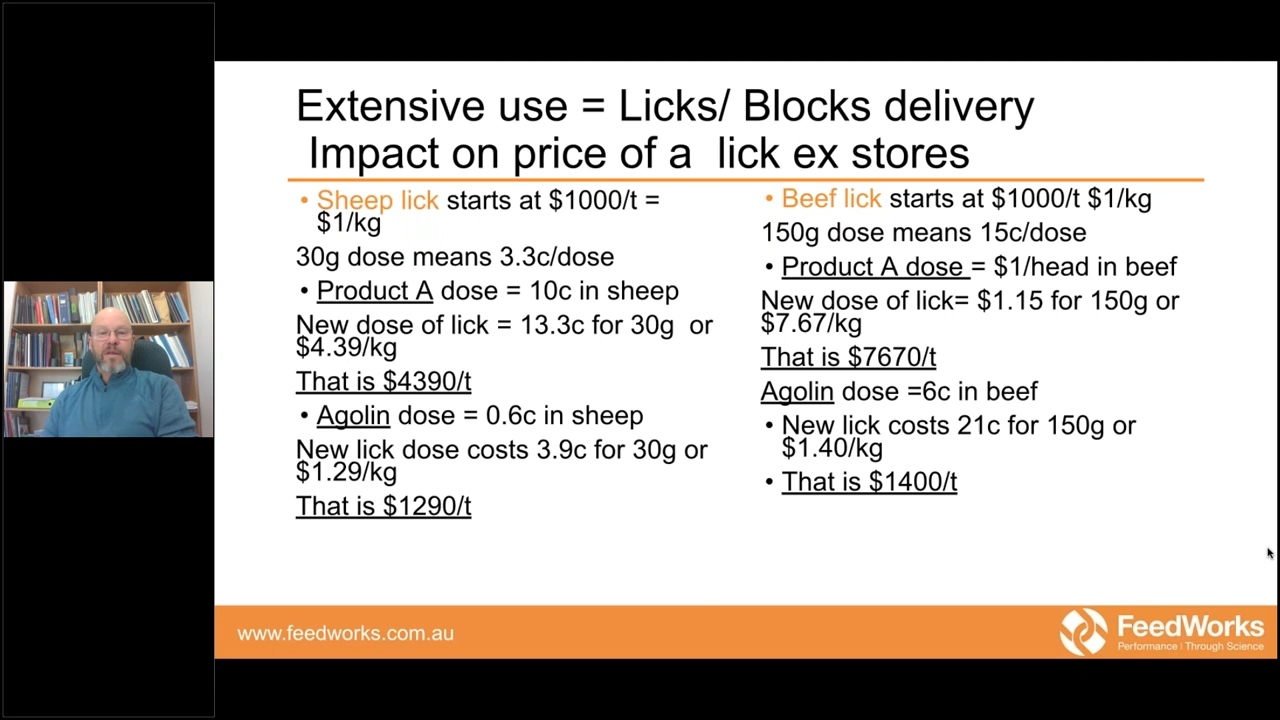 Extensive use = Licks/ Blocks delivery
Impact on price of a lick ex stores
• Sheep lick starts at $1000/t =
$1/kg
30g dose means 3.3c/dose
• Product A dose = 10c in sheep
New dose of lick = 13.3c for 30g or
$4.39/kg
That is $4390/t
• Agolin dose = 0.6c in sheep
New lick dose costs 3.9c for 30g or
$1.29/kg
That is $1290/t
• Beef lick starts at $1000/t $1/kg
150g dose means 15c/dose
• Product A dose = $1/head in beef
New dose of lick= $1.15 for 150g or
$7.67/kg
That is $7670/t
Agolin dose =6c in beef
• New lick costs 21c for 150g or
$1.40/kg
• That is $1400/t
www.feedworks.com.au
FeedWorks
Performance | Through Science